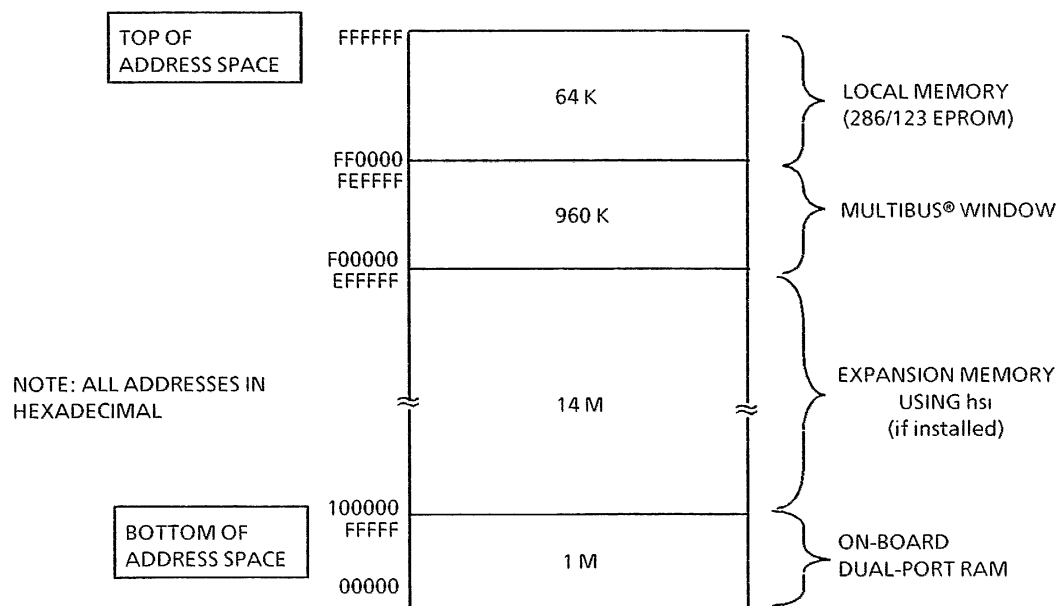 TOP OF
ADDRESS SPACE
FFFFFF
64 K
LOCAL MEMORY
(286/123 EPROM)
FF0000
FEFFFF
960 K
MULTIBUS® WINDOW
F00000
EFFFFF
NOTE: ALL ADDRESSES IN
HEXADECIMAL
14 M
EXPANSION MEMORY
USING hsi
(if installed)
100000
FFFFF
BOTTOM OF
ADDRESS SPACE
1 M
ON-BOARD
DUAL-PORT RAM
00000